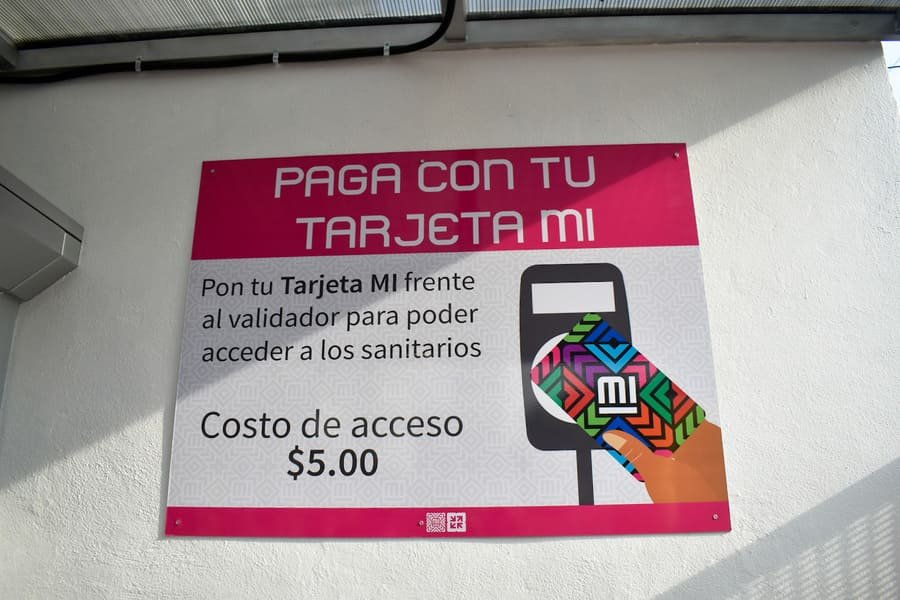 PAGA CON TU
TARJETA MI
Pon tu Tarjeta MI frente
al validador para poder
acceder a los sanitarios
MI
Costo de acceso
$5.00